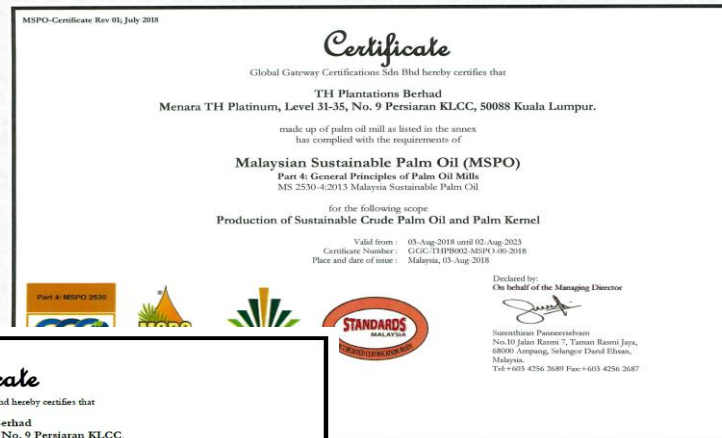 MSPO-Certificate Rev 01; July 2018
Certificate
Global Gateway Certifications Sdn Bhd hereby certifies that
TH Plantations Berhad
Menara TH Platinum, Level 31-35, No. 9 Persiaran KLCC, 50088 Kuala Lumpur.
made up of palm oil mill as listed in the annex
has complied with the requirements of
Malaysian Sustainable Palm Oil (MSPO)
Part 4: General Principles of Palm Oil Mills
MS 2530-4:2013 Malaysia Sustainable Palm Oil
for the following scope
Production of Sustainable Crude Palm Oil and Palm Kernel
Valid from : 03-Aug-2018 until 02-Aug-2023
Certificate Number : GGC-THPB002-MSPO-00-2018
Place and date of issue : Malaysia, 03-Aug-2018
Declared by:
On behalf of the Managing Director
Part 4: MSPO 2530
MSPO
STANDARDS
MALAYSIA
ACCREDITED CERTIFICATION BODY
Surenthiran Panneerselvam
No.10 Jalan Rasmi 7, Taman Rasmi Jaya,
68000 Ampang, Selangor Darul Ehsan,
Malaysia.
Tel:+603 4256 2689 Fax:+603 4256 2687
cate
nd hereby certifies that
erhad
No. 9 Persiaran KLCC,